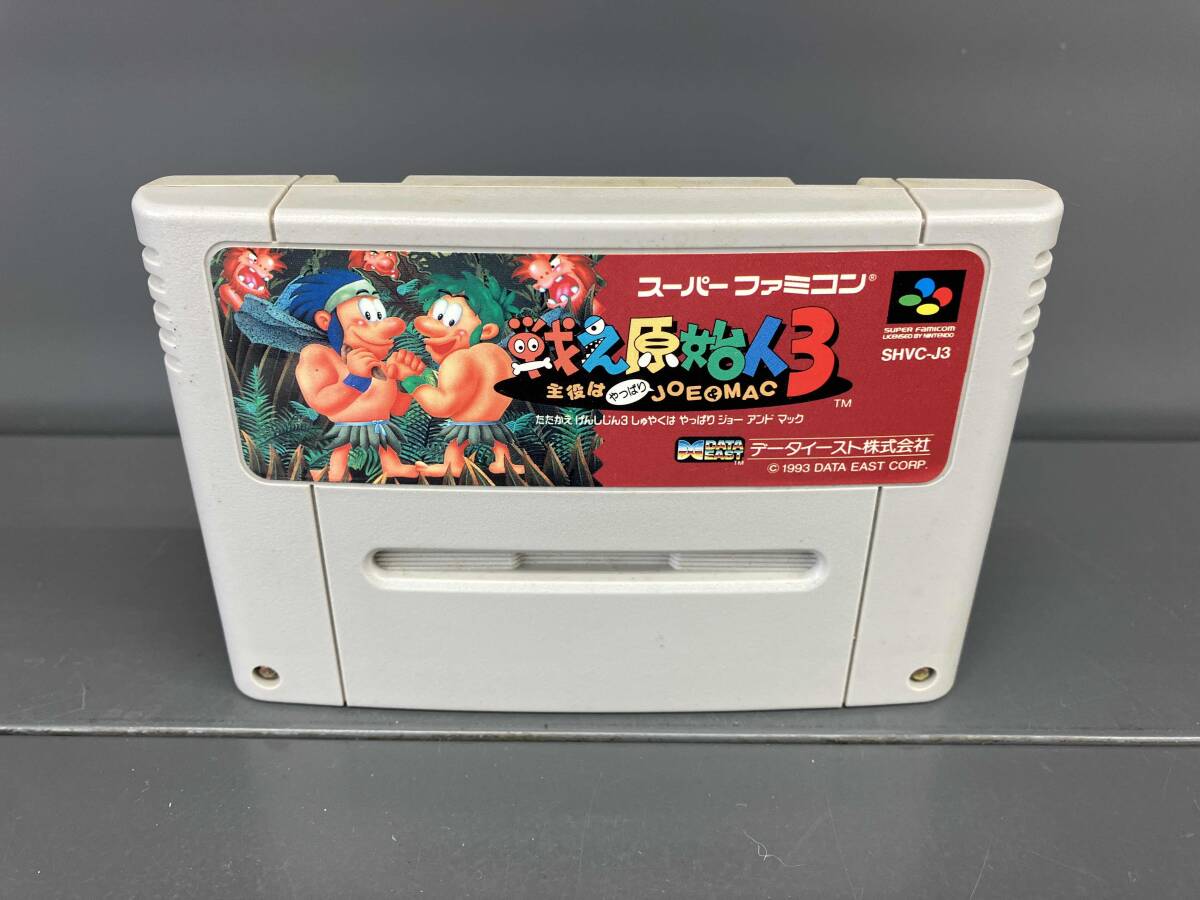 スーパーファミコン®
SUPER FAMICOM
LICENSED BY NINTENDO
SHVC-J3
戦え原始人3
主役は やっぱり JOE&MAC
TM
たたかえ げんしじん3 しゅやくは やっぱり ジョー アンド マック
DATA EAST TM データイースト株式会社
© 1993 DATA EAST CORP.